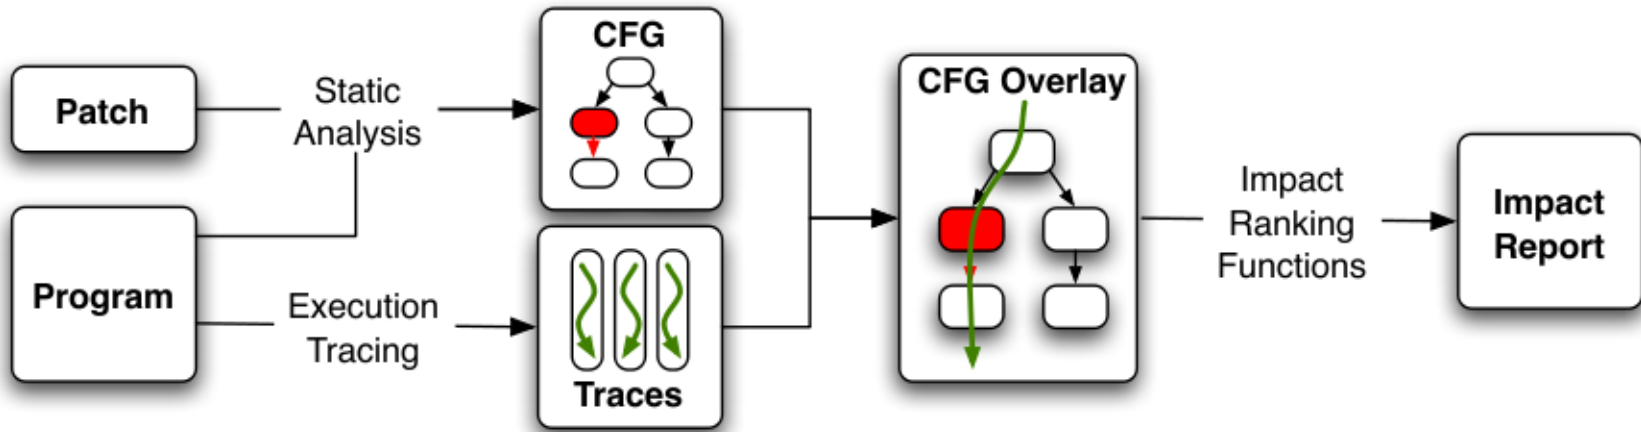 Patch
Program
Static
Analysis
Execution
Tracing
CFG
Traces
CFG Overlay
Impact
Ranking
Functions
Impact
Report